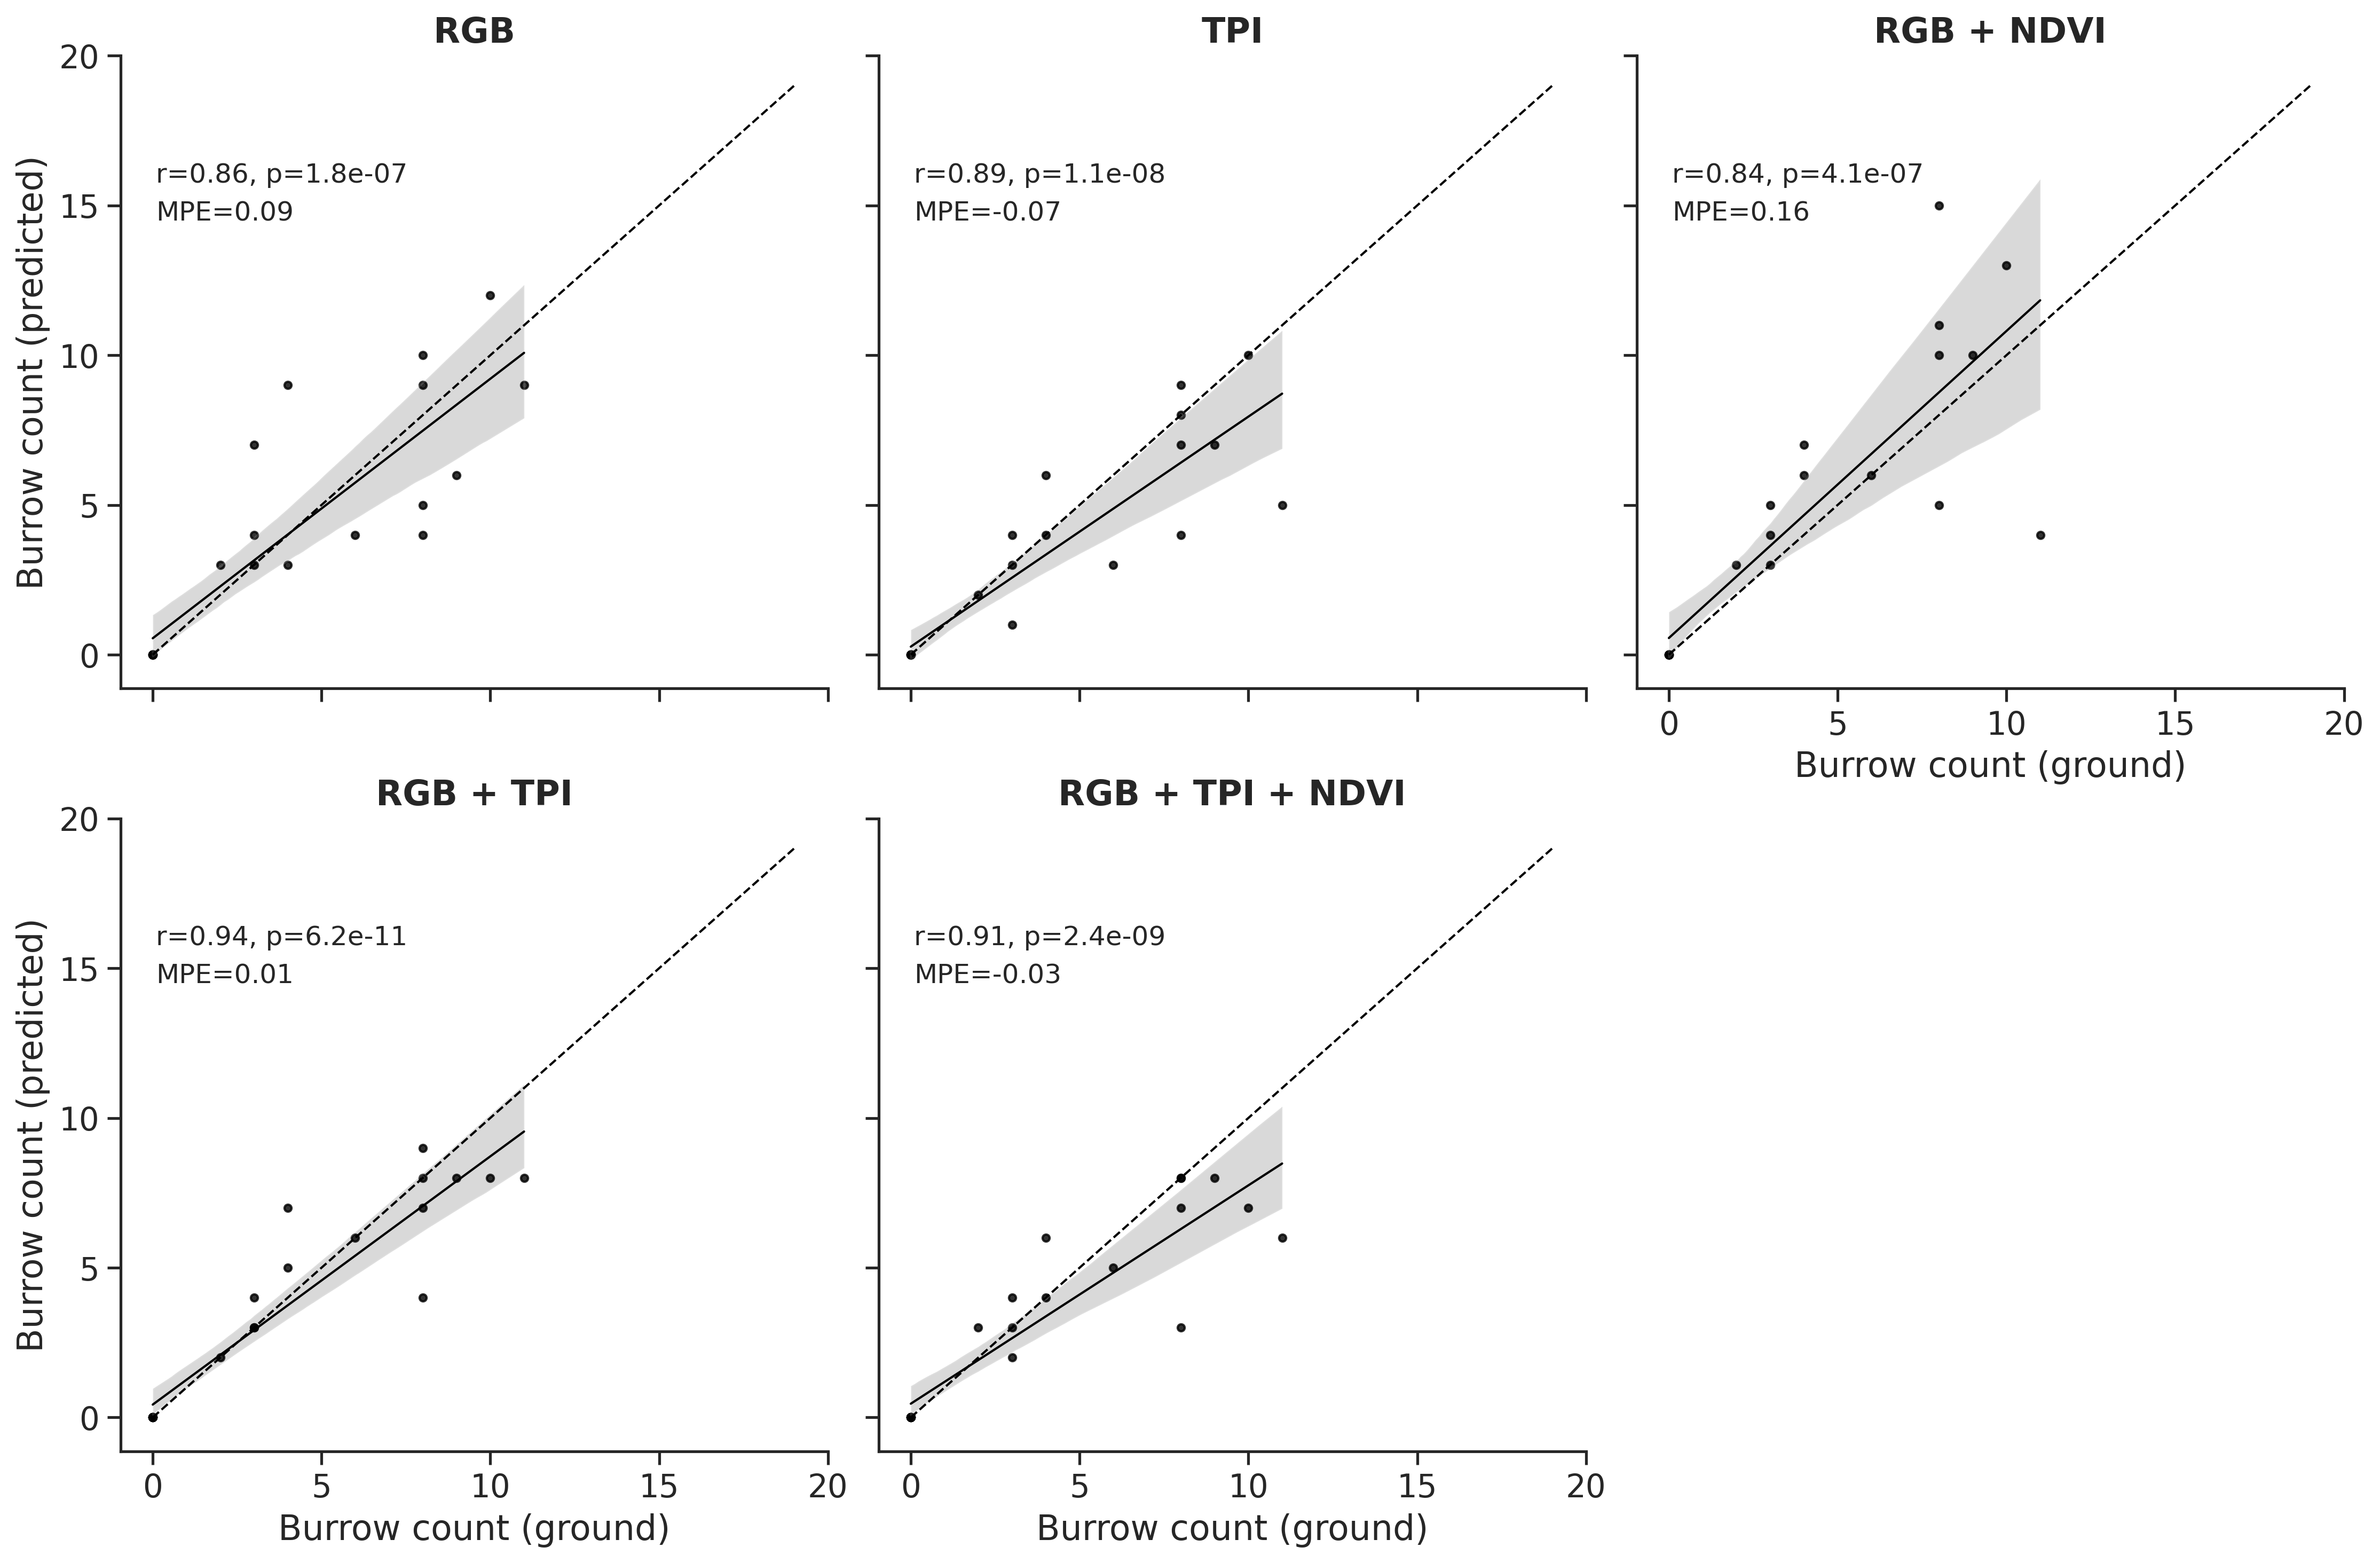 RGB
TPI
RGB + NDVI
Burrow count (predicted)
20
15
10
5
0
r=0.86, p=1.8e-07
MPE=0.09
r=0.89, p=1.1e-08
MPE=-0.07
r=0.84, p=4.1e-07
MPE=0.16
0 5 10 15 20
Burrow count (ground)
RGB + TPI
RGB + TPI + NDVI
Burrow count (predicted)
20
15
10
5
0
r=0.94, p=6.2e-11
MPE=0.01
r=0.91, p=2.4e-09
MPE=-0.03
0 5 10 15 20
Burrow count (ground)
0 5 10 15 20
Burrow count (ground)